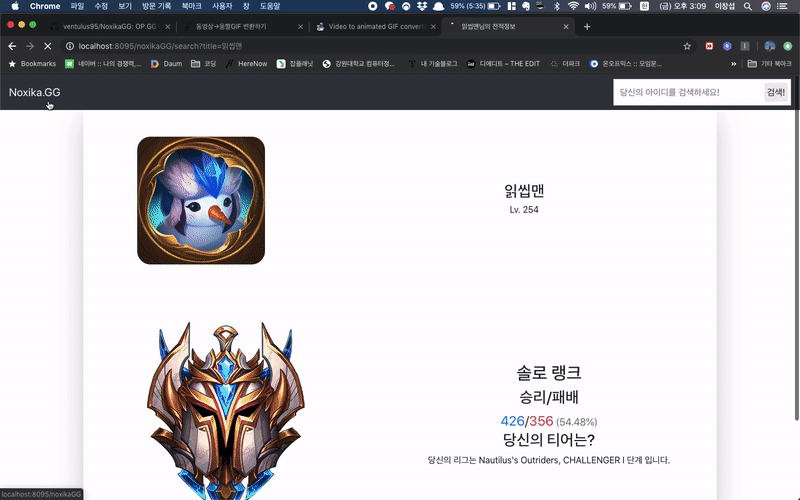 Chrome 파일 수정 보기 방문 기록 북마크 사용자 창 도움말 59% (5:35) 59% (금) 오후 3:09 이창섭
ventulus95/NoxikaGG: OP.GG 동영상→움짤GIF 변환하기 Video to animated GIF convert 읽씹맨님의 전적정보
localhost:8095/noxikaGG/search?title=읽씹맨
Bookmarks 네이버 :: 나의 경쟁력,... Daum 코딩 HereNow 잡플래닛 강원대학교 컴퓨터정... 내 기술블로그 디에디트 – THE EDIT 더파크 온오프믹스 :: 모임문... » 기타 북마크
Noxika.GG 당신의 아이디를 검색하세요! 검색!
읽씹맨
Lv. 254
솔로 랭크
승리/패배
426/356 (54.48%)
당신의 티어는?
당신의 리그는 Nautilus's Outriders, CHALLENGER I 단계 입니다.
localhost:8095/noxikaGG